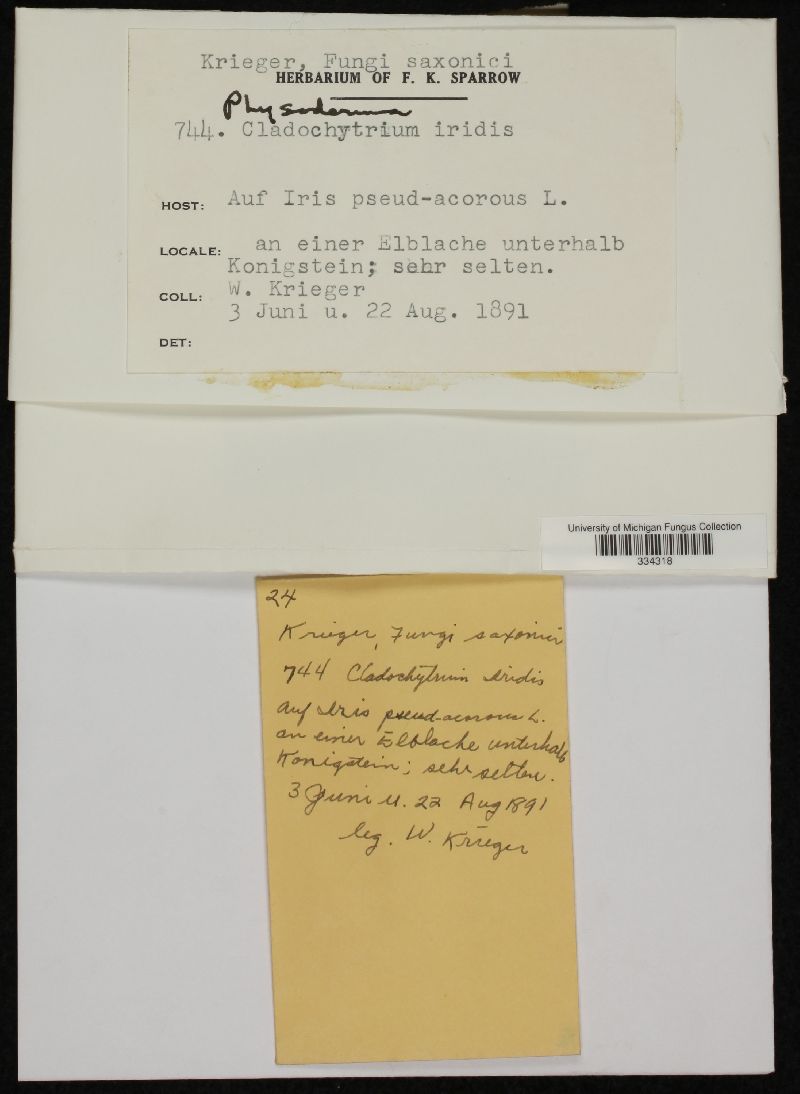 Krieger, Fungi saxonici
HERBARIUM OF F. K. SPARROW
Physoderma
744. Cladochytrium iridis
HOST: Auf Iris pseud-acorous L.
LOCALE: an einer Elblache unterhalb
Konigstein; sehr selten.
COLL: W. Krieger
3 Juni u. 22 Aug. 1891
DET:
University of Michigan Fungus Collection
334318
24
Krieger, Fungi saxonici
744 Cladochytrium iridis
Auf Iris pseud-acorous L.
an einer Elblache unterhalb
Konigstein; sehr selten.
3 Juni u. 22 Aug 1891
leg. W. Krieger